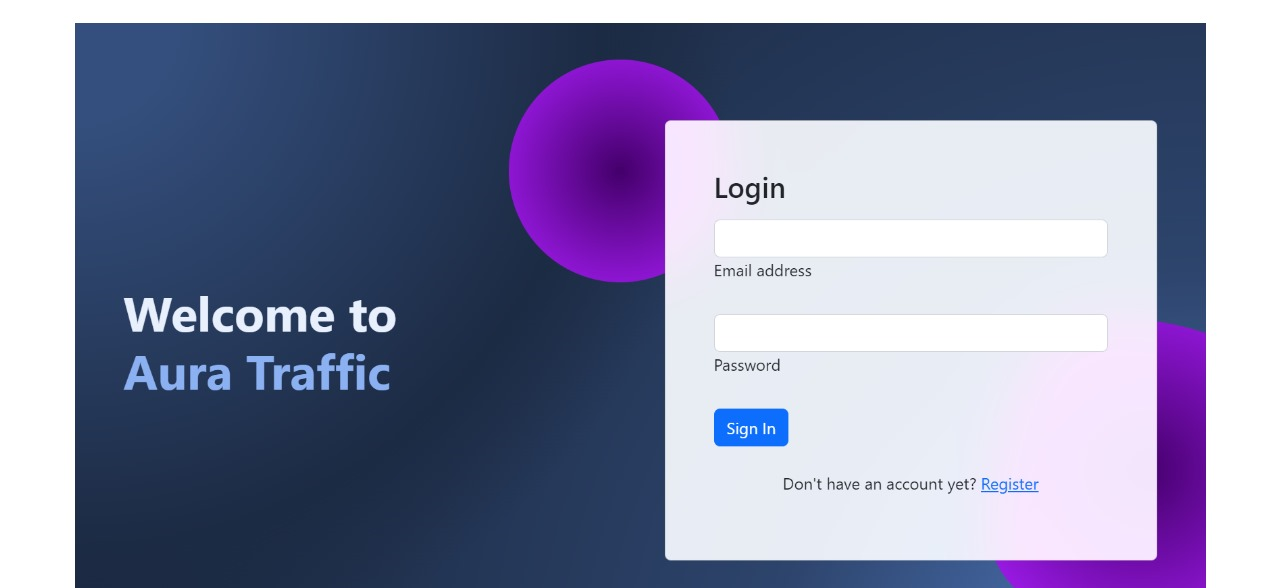 Welcome to
Aura Traffic
Login
Email address
Password
Sign In
Don't have an account yet? Register